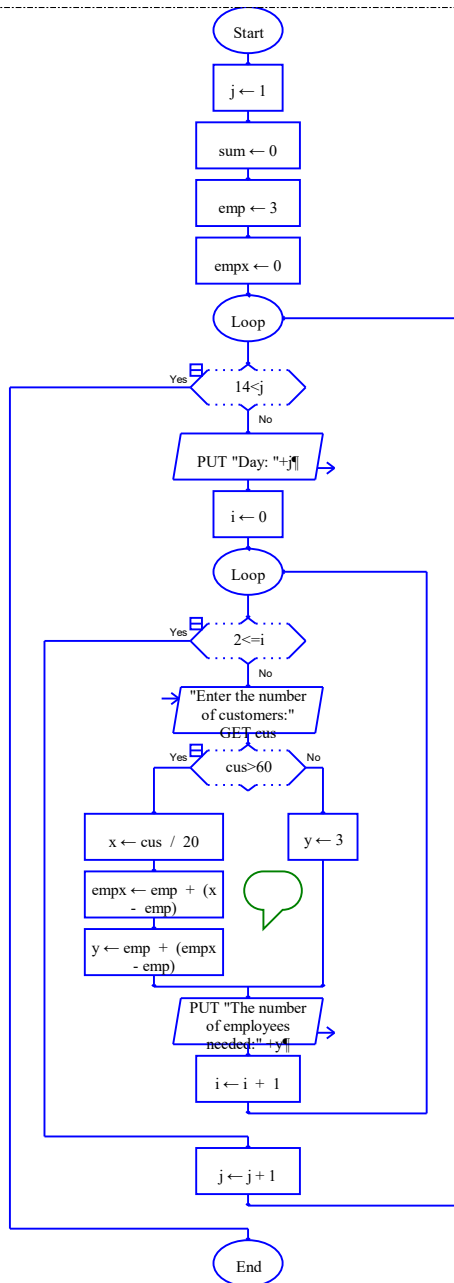 Start
j ← 1
sum ← 0
emp ← 3
empx ← 0
Loop
Yes
14<j
No
PUT "Day: "+j¶
i ← 0
Loop
Yes
2<=i
No
"Enter the number
of customers:"
GET cus
Yes
cus>60
No
x ← cus / 20
y ← 3
empx ← emp + (x
- emp)
y ← emp + (empx
- emp)
PUT "The number
of employees
needed:" +y¶
i ← i + 1
j ← j + 1
End